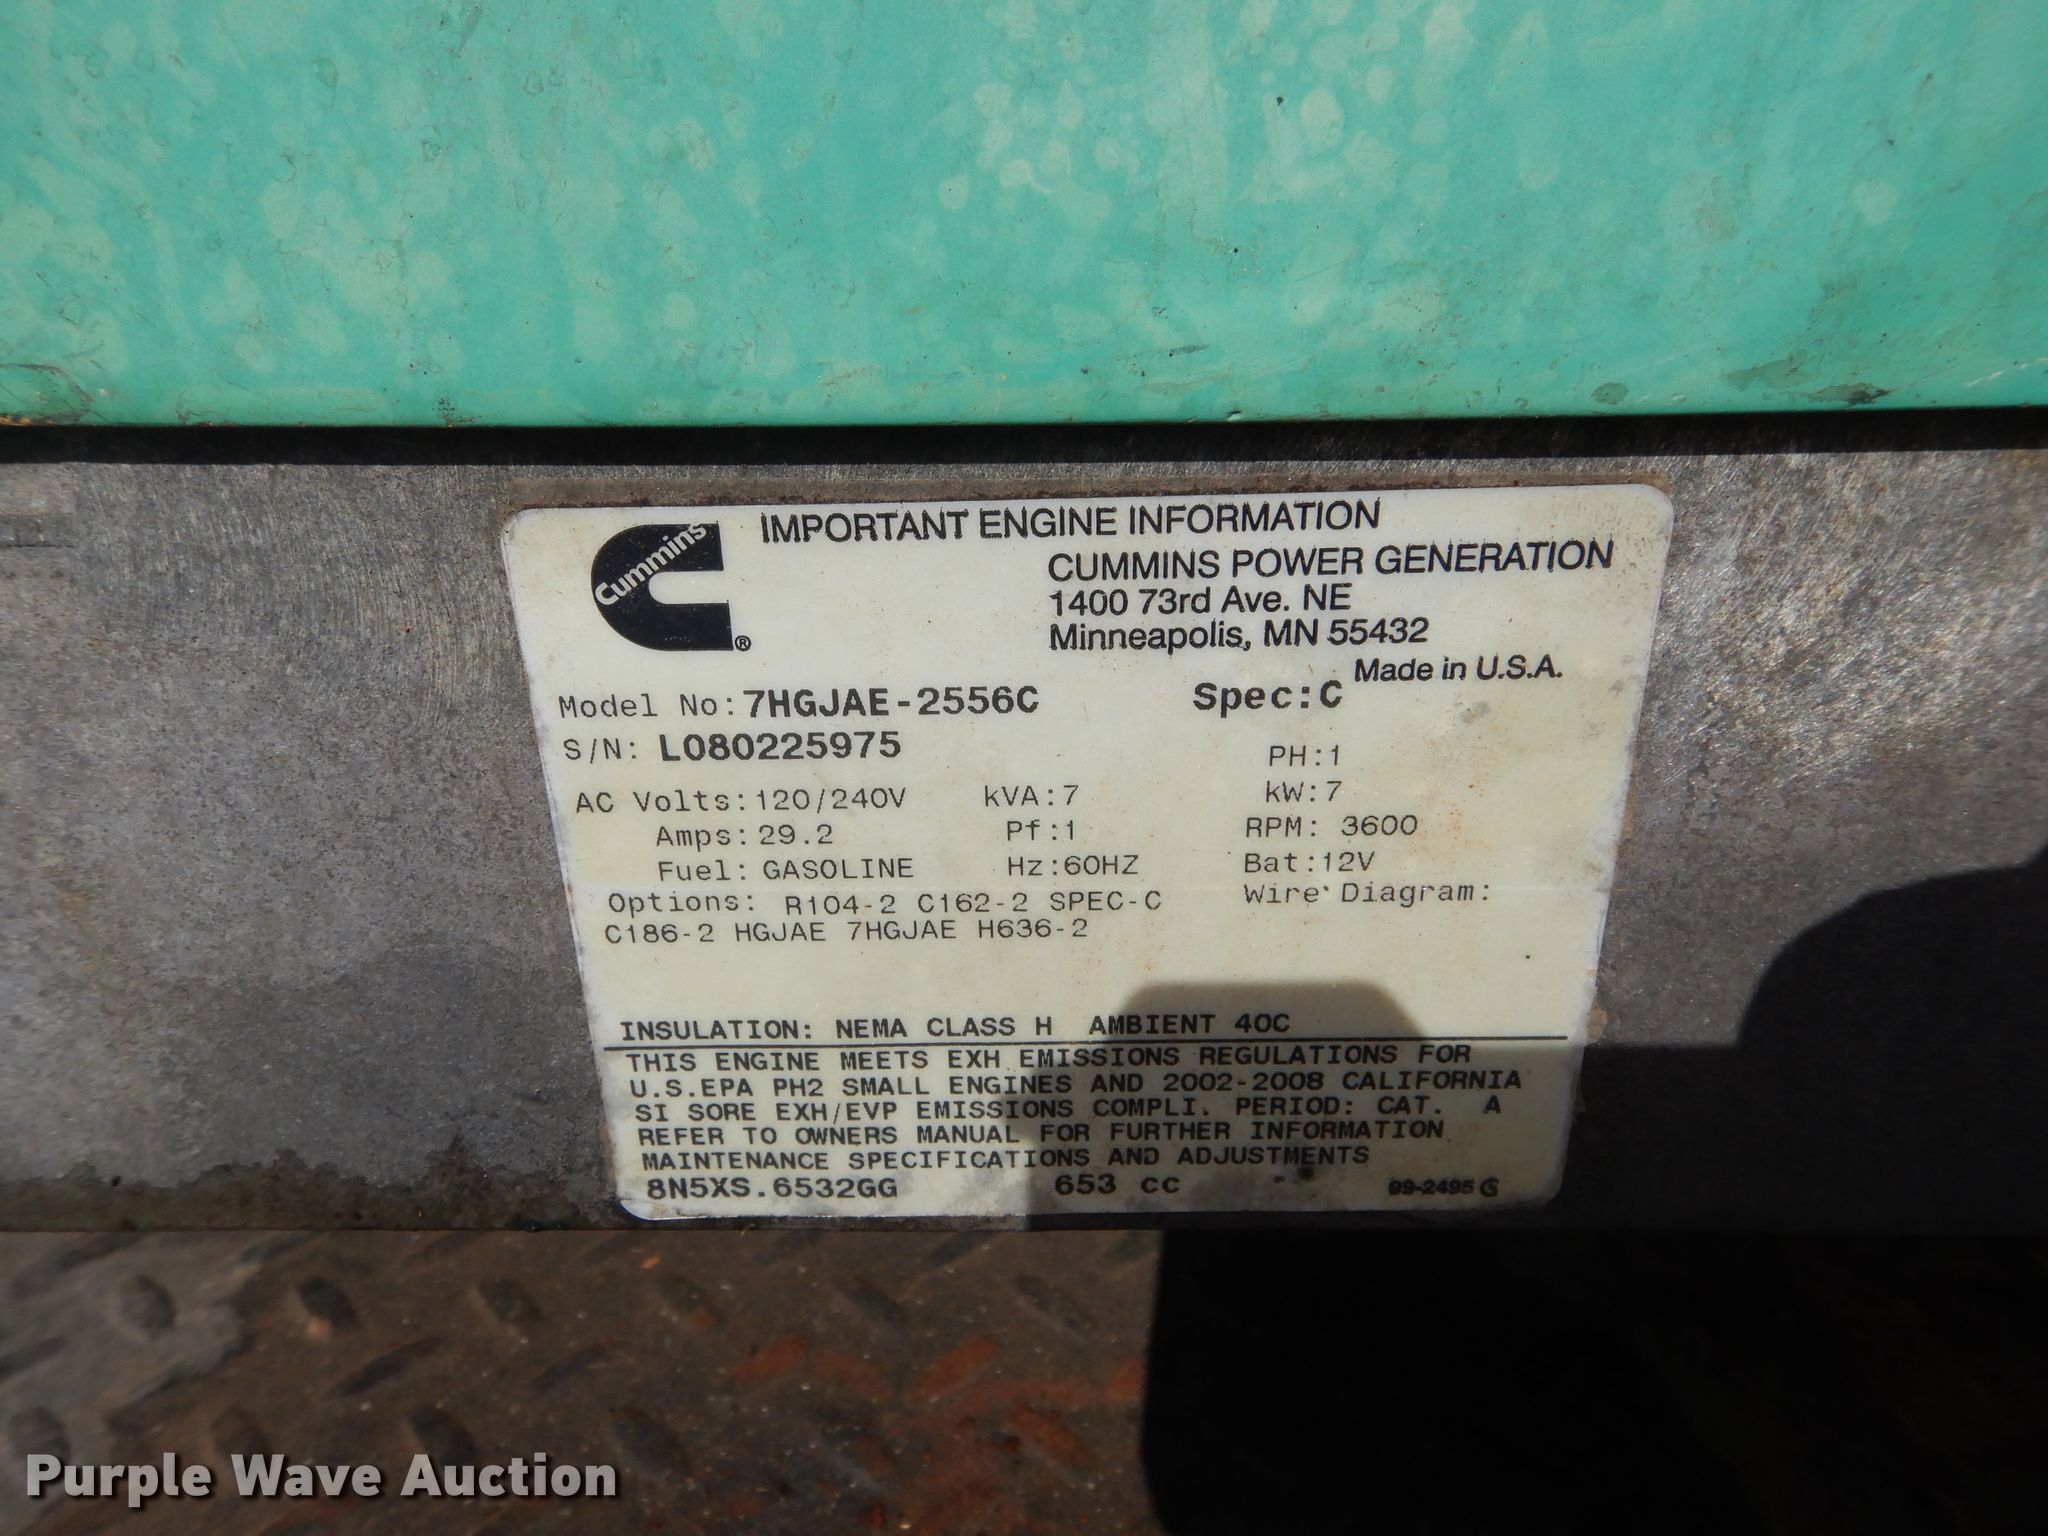 Cummins
®
IMPORTANT ENGINE INFORMATION
CUMMINS POWER GENERATION
1400 73rd Ave. NE
Minneapolis, MN 55432
Made in U.S.A.
Model No: 7HGJAE-2556C Spec:C
S/N: L080225975 PH:1
AC Volts:120/240V kVA:7 kW:7
Amps:29.2 Pf:1 RPM: 3600
Fuel: GASOLINE Hz:60HZ Bat:12V
Options: R104-2 C162-2 SPEC-C Wire Diagram:
C186-2 HGJAE 7HGJAE H636-2
INSULATION: NEMA CLASS H AMBIENT 40C
THIS ENGINE MEETS EXH EMISSIONS REGULATIONS FOR
U.S.EPA PH2 SMALL ENGINES AND 2002-2008 CALIFORNIA
SI SORE EXH/EVP EMISSIONS COMPLI. PERIOD: CAT. A
REFER TO OWNERS MANUAL FOR FURTHER INFORMATION
MAINTENANCE SPECIFICATIONS AND ADJUSTMENTS
8N5XS.6532GG 653 cc 99-2495 G
Purple Wave Auction